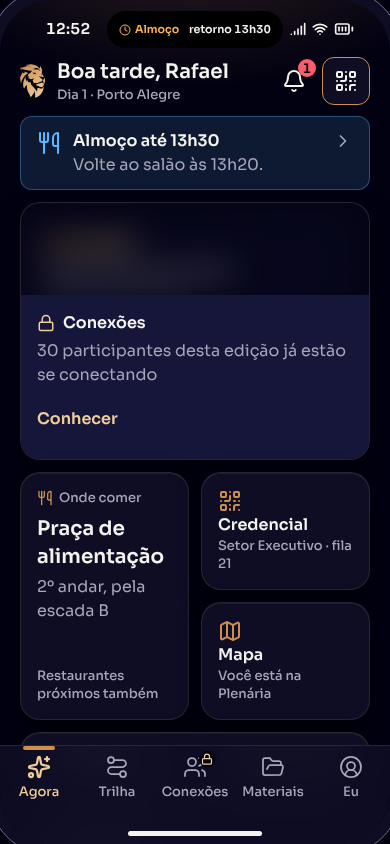 12:52
Almoço retorno 13h30
Boa tarde, Rafael
1
Dia 1 · Porto Alegre
Almoço até 13h30
Volte ao salão às 13h20.
Conexões
30 participantes desta edição já estão
se conectando
Conhecer
Onde comer
Praça de
alimentação
2º andar, pela
escada B
Restaurantes
próximos também
Credencial
Setor Executivo · fila
21
Mapa
Você está na
Plenária
Agora
Trilha
Conexões
Materiais
Eu